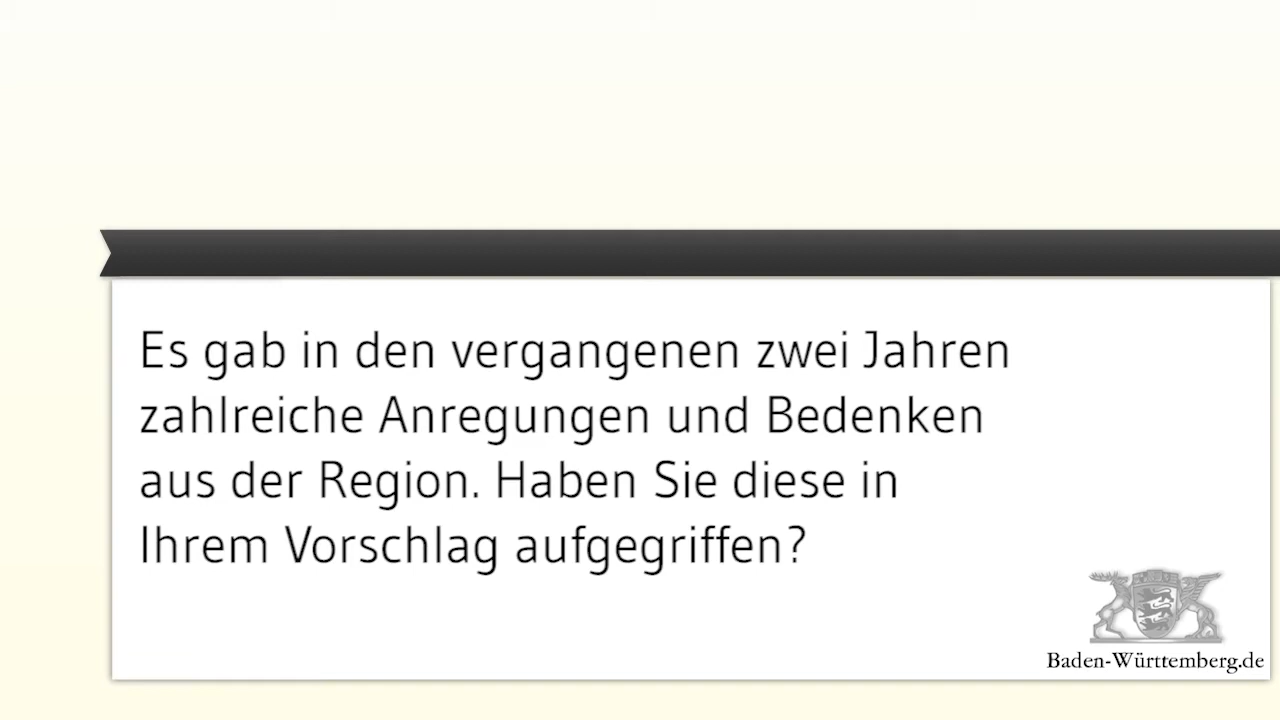 Es gab in den vergangenen zwei Jahren
zahlreiche Anregungen und Bedenken
aus der Region. Haben Sie diese in
Ihrem Vorschlag aufgegriffen?
Baden-Württemberg.de